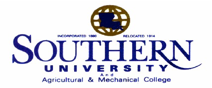 INCORPORATED 1880 RELOCATED 1914
SOUTHERN
UNIVERSITY
And
Agricultural & Mechanical College